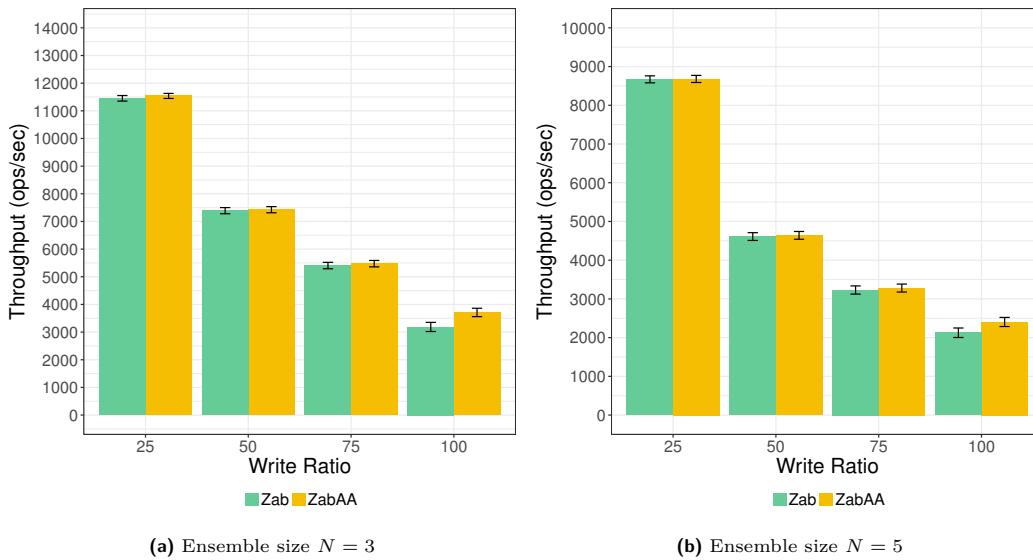 14000
13000
12000
11000
10000
9000
8000
7000
6000
5000
4000
3000
2000
1000
0
Throughput (ops/sec)
25 50 75 100
Write Ratio
Zab ZabAA
(a) Ensemble size N = 3
10000
9000
8000
7000
6000
5000
4000
3000
2000
1000
0
Throughput (ops/sec)
25 50 75 100
Write Ratio
Zab ZabAA
(b) Ensemble size N = 5